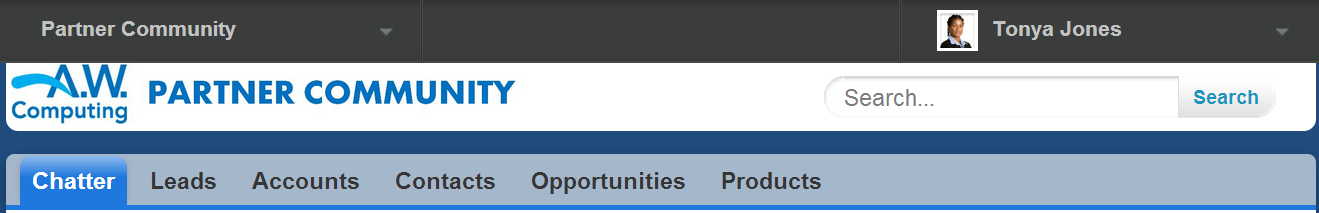 Partner Community Tonya Jones
A.W.
Computing
PARTNER COMMUNITY
Search... Search
Chatter Leads Accounts Contacts Opportunities Products